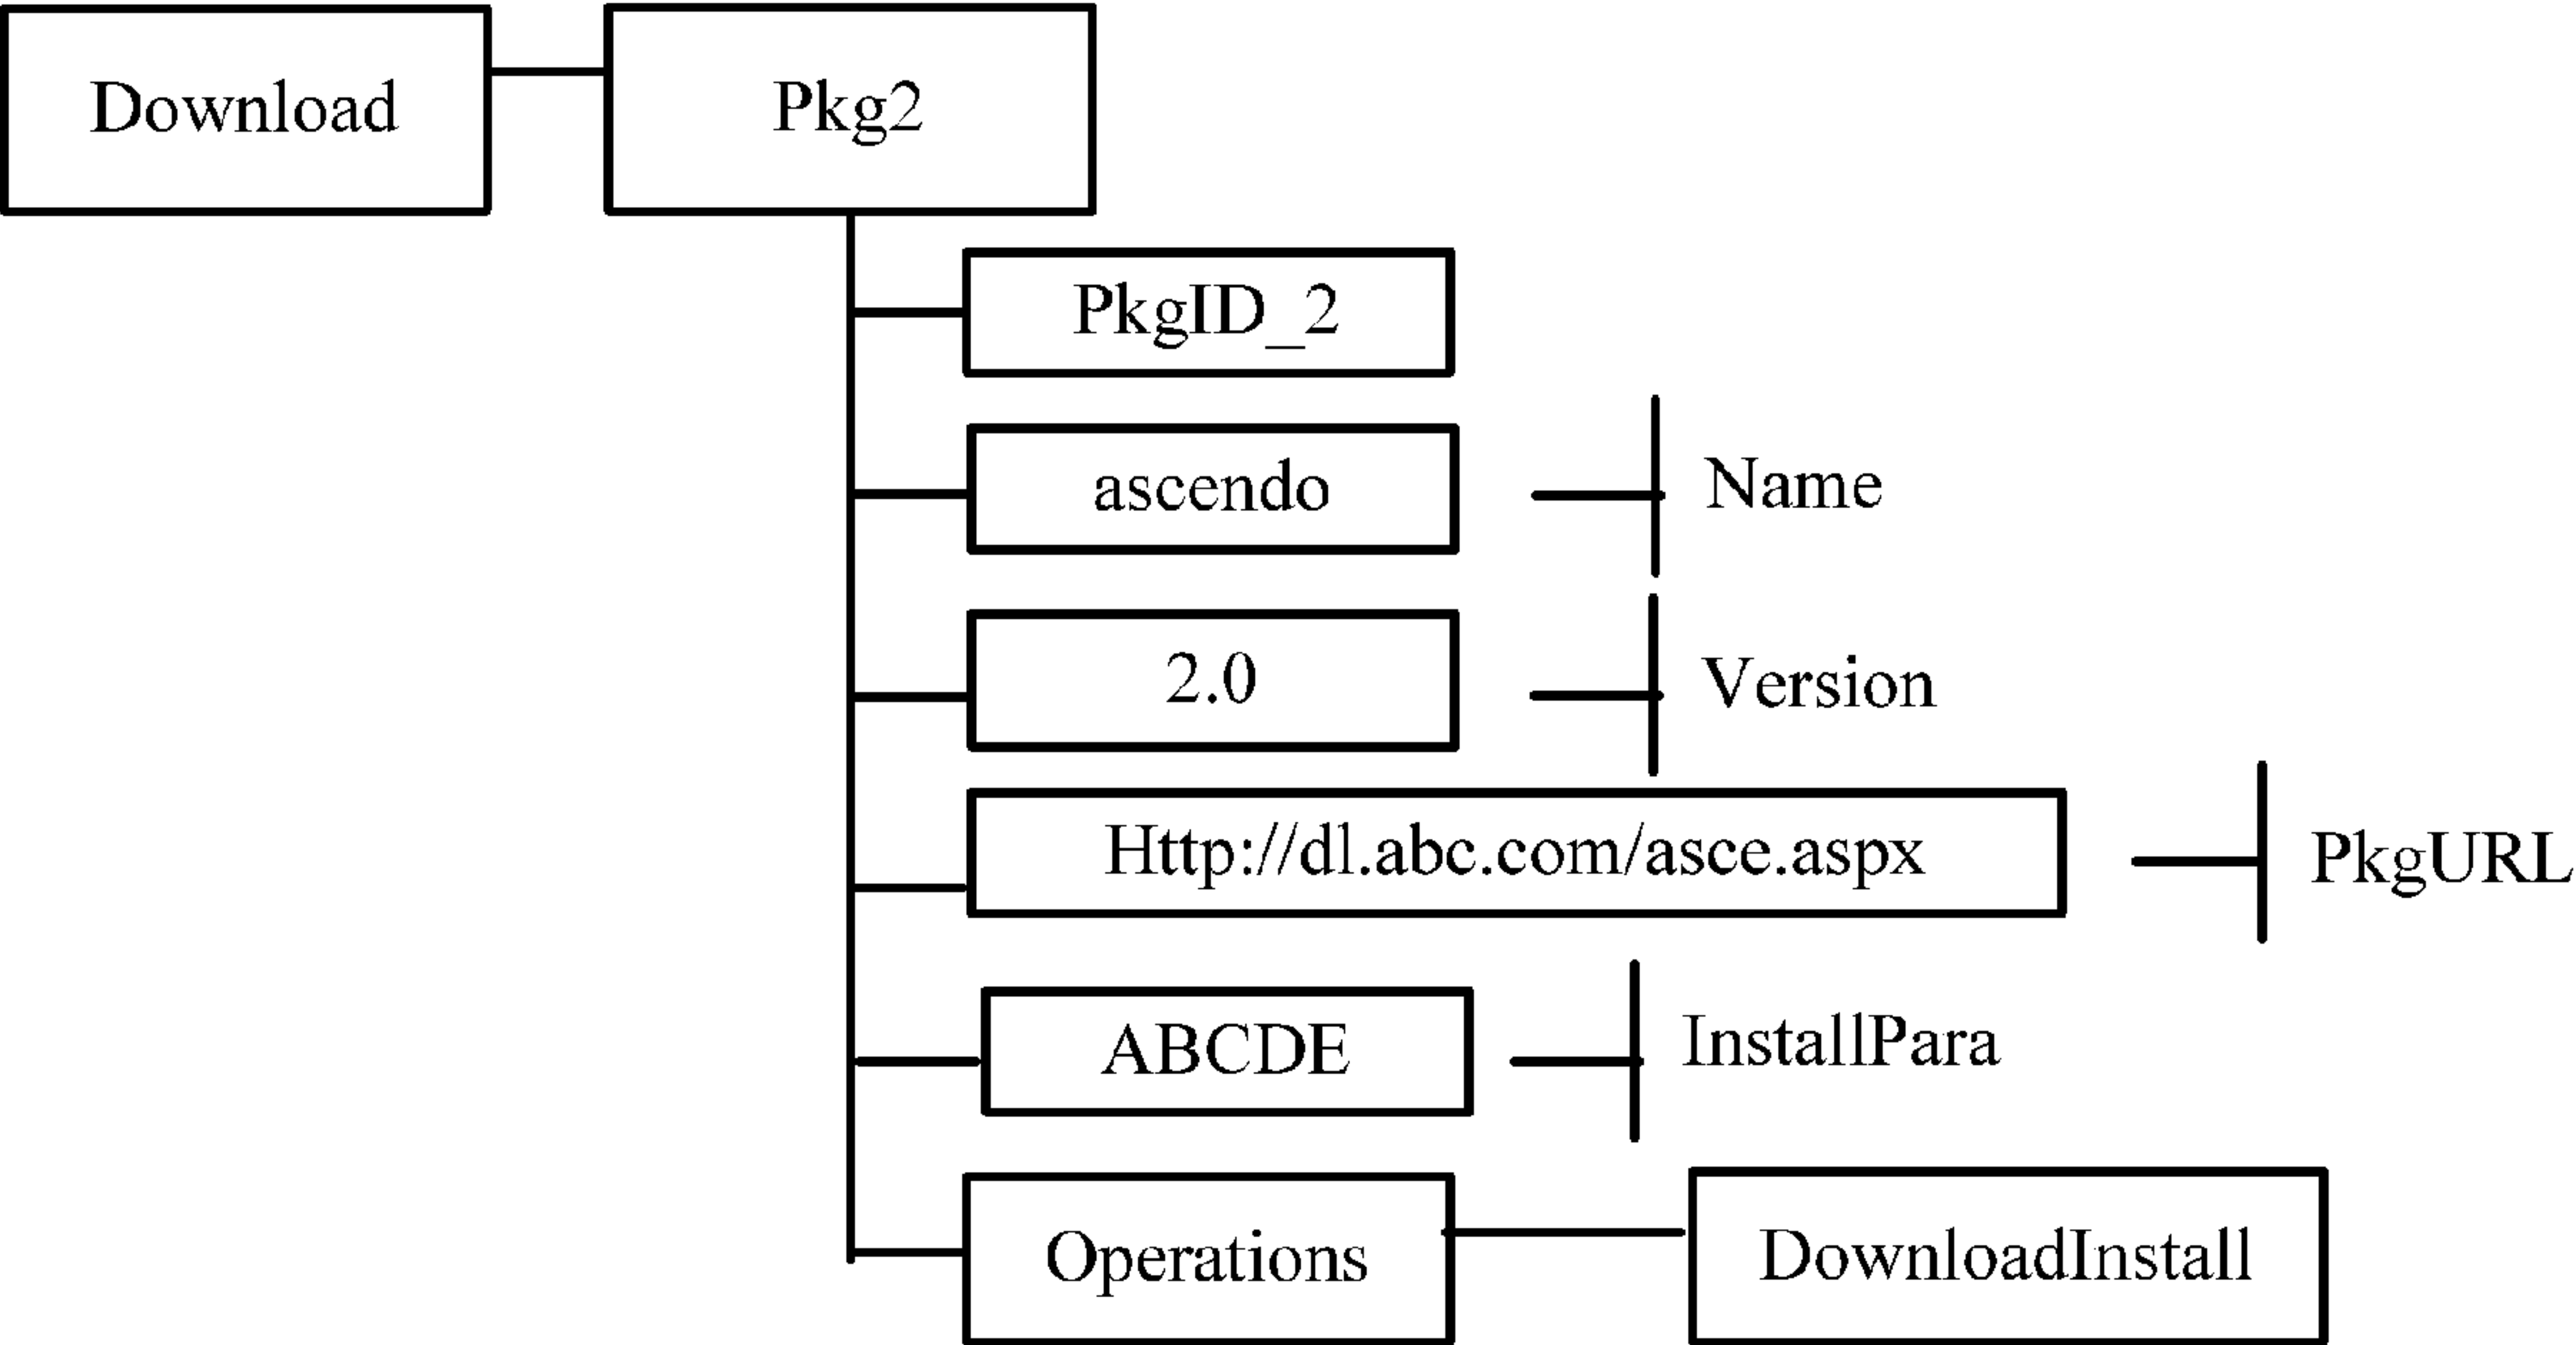 Download
Pkg2
PkgID_2
ascendo
Name
2.0
Version
Http://dl.abc.com/asce.aspx
PkgURL
ABCDE
InstallPara
Operations
DownloadInstall